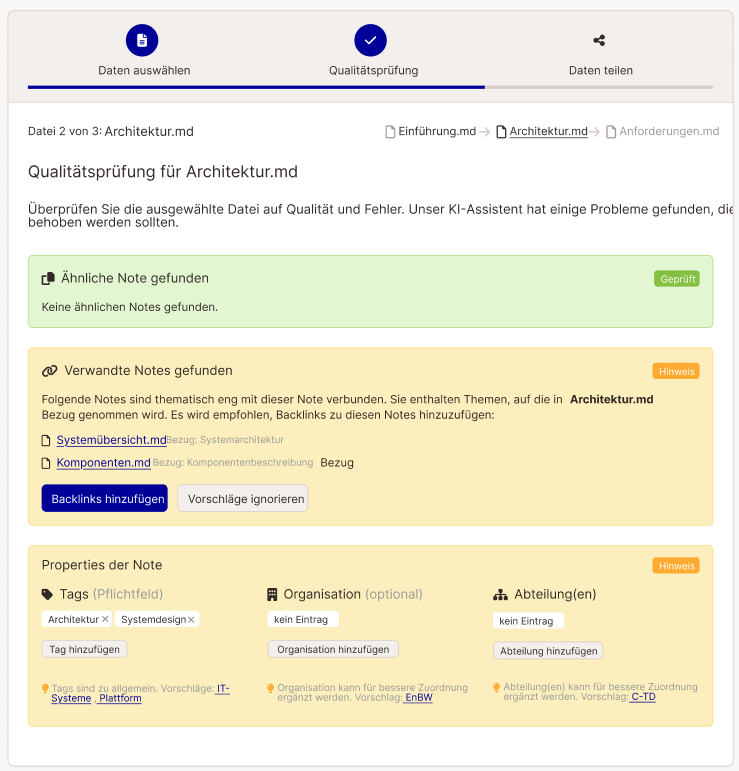 Daten auswählen
Qualitätsprüfung
Daten teilen
Datei 2 von 3: Architektur.md
Einführung.md
Architektur.md
Anforderungen.md
Qualitätsprüfung für Architektur.md
Überprüfen Sie die ausgewählte Datei auf Qualität und Fehler. Unser KI-Assistent hat einige Probleme gefunden, die
behoben werden sollten.
Ähnliche Note gefunden
Geprüft
Keine ähnlichen Notes gefunden.
Verwandte Notes gefunden
Hinweis
Folgende Notes sind thematisch eng mit dieser Note verbunden. Sie enthalten Themen, auf die in Architektur.md
Bezug genommen wird. Es wird empfohlen, Backlinks zu diesen Notes hinzuzufügen:
Systemübersicht.md Bezug: Systemarchitektur
Komponenten.md Bezug: Komponentenbeschreibung Bezug
Backlinks hinzufügen
Vorschläge ignorieren
Properties der Note
Hinweis
Tags (Pflichtfeld)
Architektur ×
Systemdesign ×
Tag hinzufügen
Tags sind zu allgemein. Vorschläge: IT-
Systeme , Plattform
Organisation (optional)
kein Eintrag
Organisation hinzufügen
Organisation kann für bessere Zuordnung
ergänzt werden. Vorschlag: EnBW
Abteilung(en)
kein Eintrag
Abteilung hinzufügen
Abteilung(en) kann für bessere Zuordnung
ergänzt werden. Vorschlag: C-TD